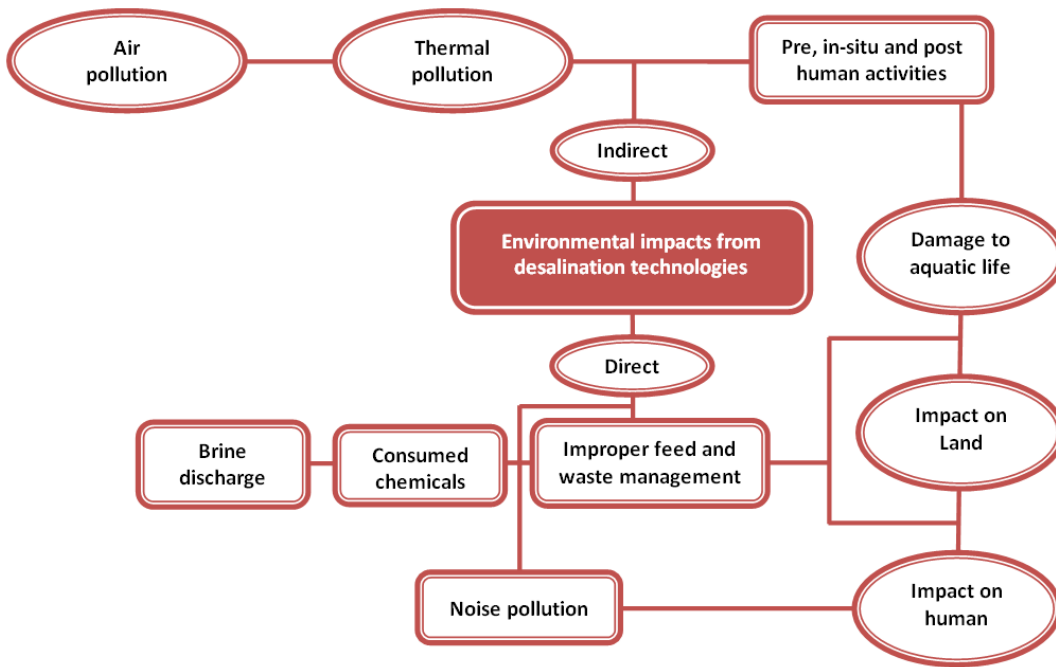 Air
pollution
Thermal
pollution
Pre, in-situ and post
human activities
Indirect
Environmental impacts from
desalination technologies
Damage to
aquatic life
Direct
Brine
discharge
Consumed
chemicals
Improper feed and
waste management
Impact on
Land
Noise pollution
Impact on
human